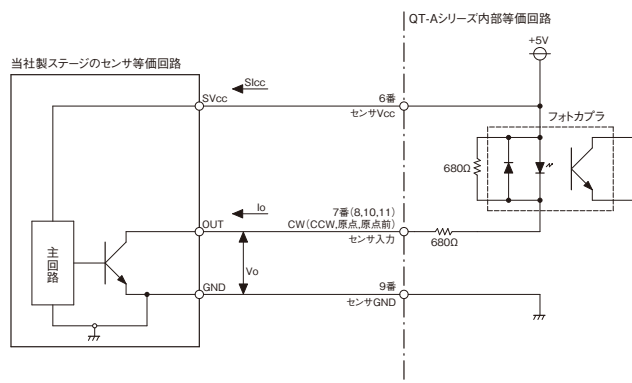 QT-Aシリーズ内部等価回路
+5V
当社製ステージのセンサ等価回路
SIcc
SVcc
6番
センサVcc
フォトカプラ
680Ω
Io
7番(8,10,11)
OUT
CW(CCW,原点,原点前)
センサ入力
680Ω
主回路
Vo
GND
9番
センサGND